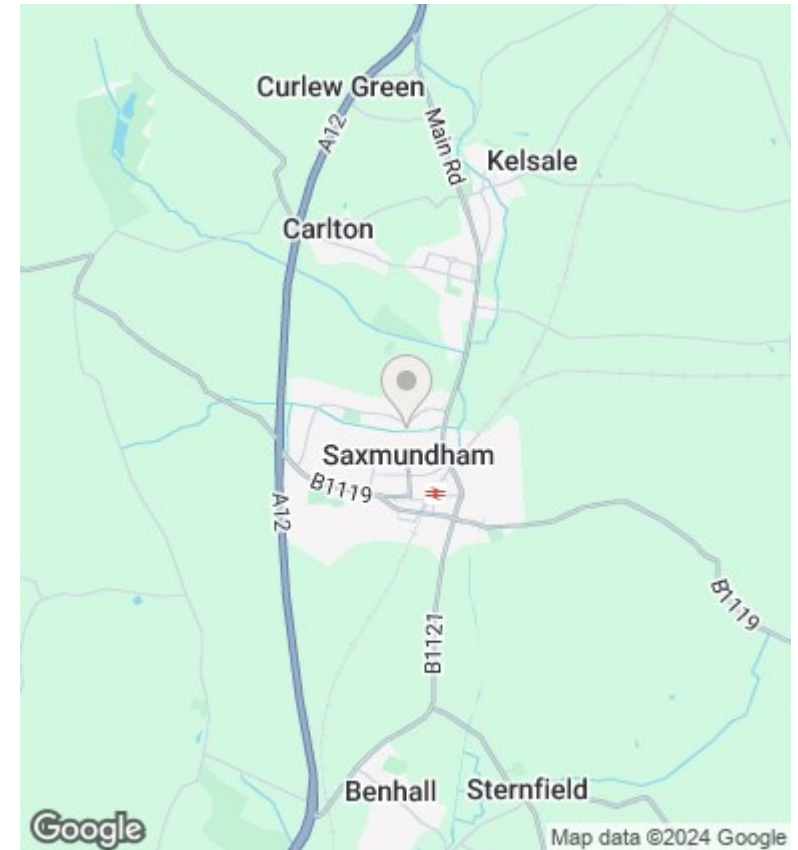 Curlew Green
A12
Main Rd
Kelsale
Carlton
Saxmundham
B1119
A12
B1119
B1121
Benhall
Sternfield
Google
Map data ©2024 Google